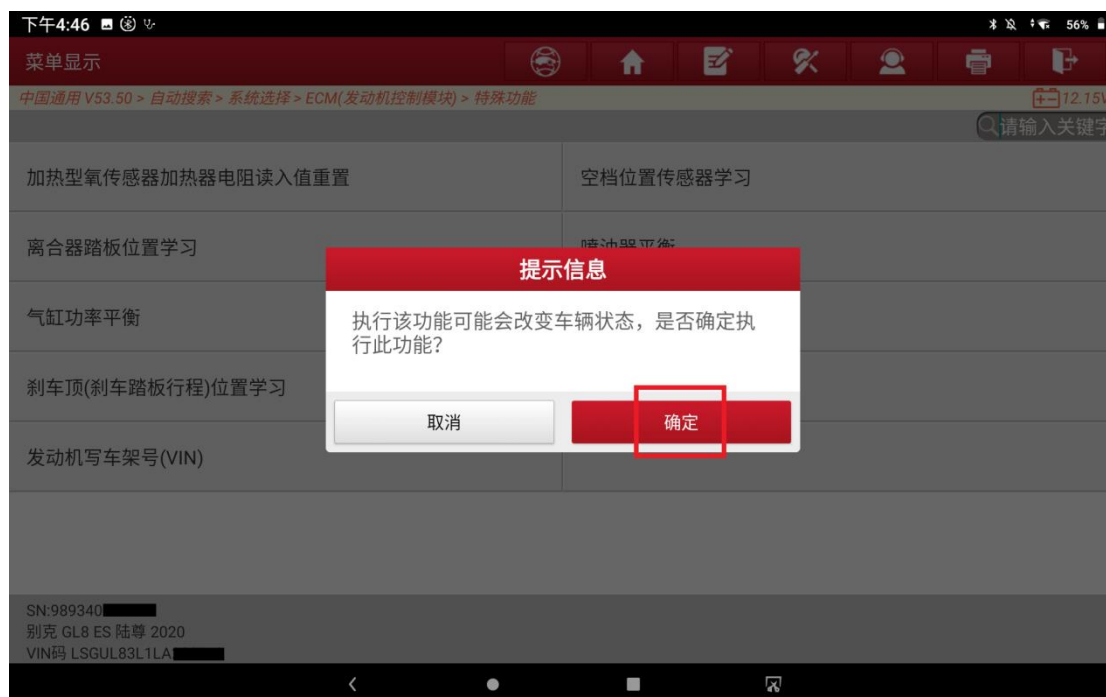 下午4:46
56%
菜单显示
中国通用 V53.50 > 自动搜索 > 系统选择 > ECM(发动机控制模块) > 特殊功能
12.15V
请输入关键字
加热型氧传感器加热器电阻读入值重置
空档位置传感器学习
离合器踏板位置学习
喷油器平衡
提示信息
执行该功能可能会改变车辆状态，是否确定执
行此功能？
气缸功率平衡
刹车顶(刹车踏板行程)位置学习
取消
确定
发动机写车架号(VIN)
SN:989340
别克 GL8 ES 陆尊 2020
VIN码 LSGUL83L1LA